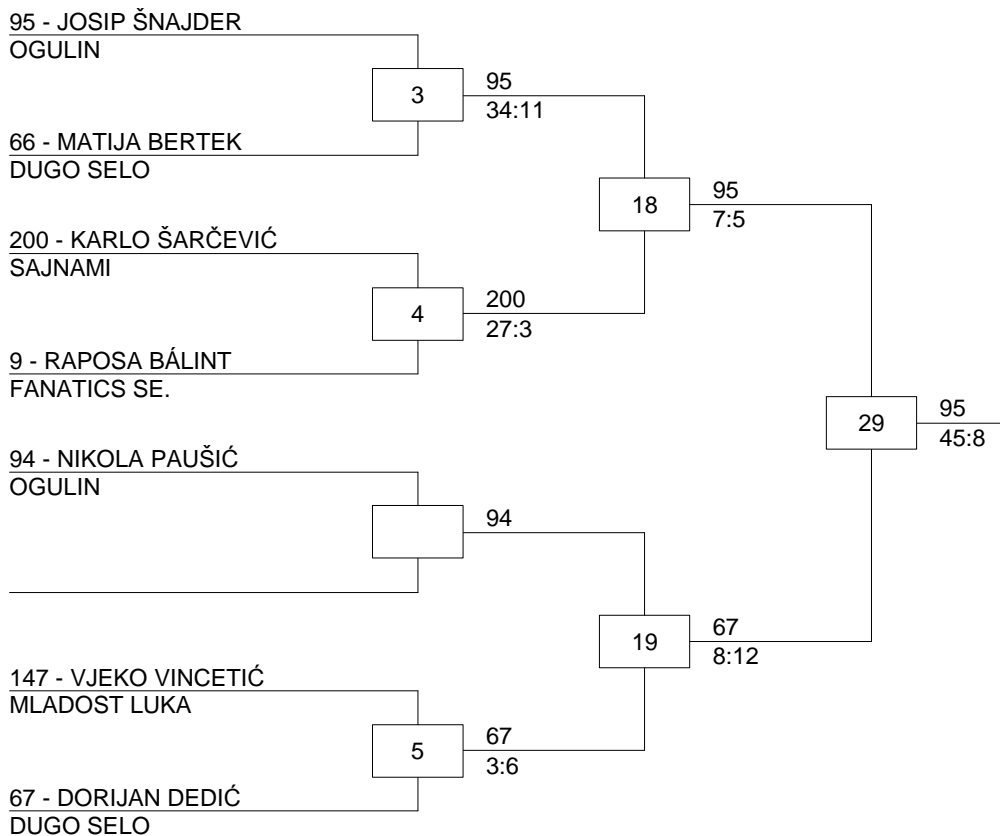 95 - JOSIP ŠNAJDER
OGULIN
3
95
34:11
66 - MATIJA BERTEK
DUGO SELO
18
95
7:5
200 - KARLO ŠARČEVIĆ
SAJNAMI
4
200
27:3
9 - RAPOSA BÁLINT
FANATICS SE.
29
95
45:8
94 - NIKOLA PAUŠIĆ
OGULIN
94
19
67
8:12
147 - VJEKO VINCETIĆ
MLADOST LUKA
5
67
3:6
67 - DORIJAN DEDIĆ
DUGO SELO